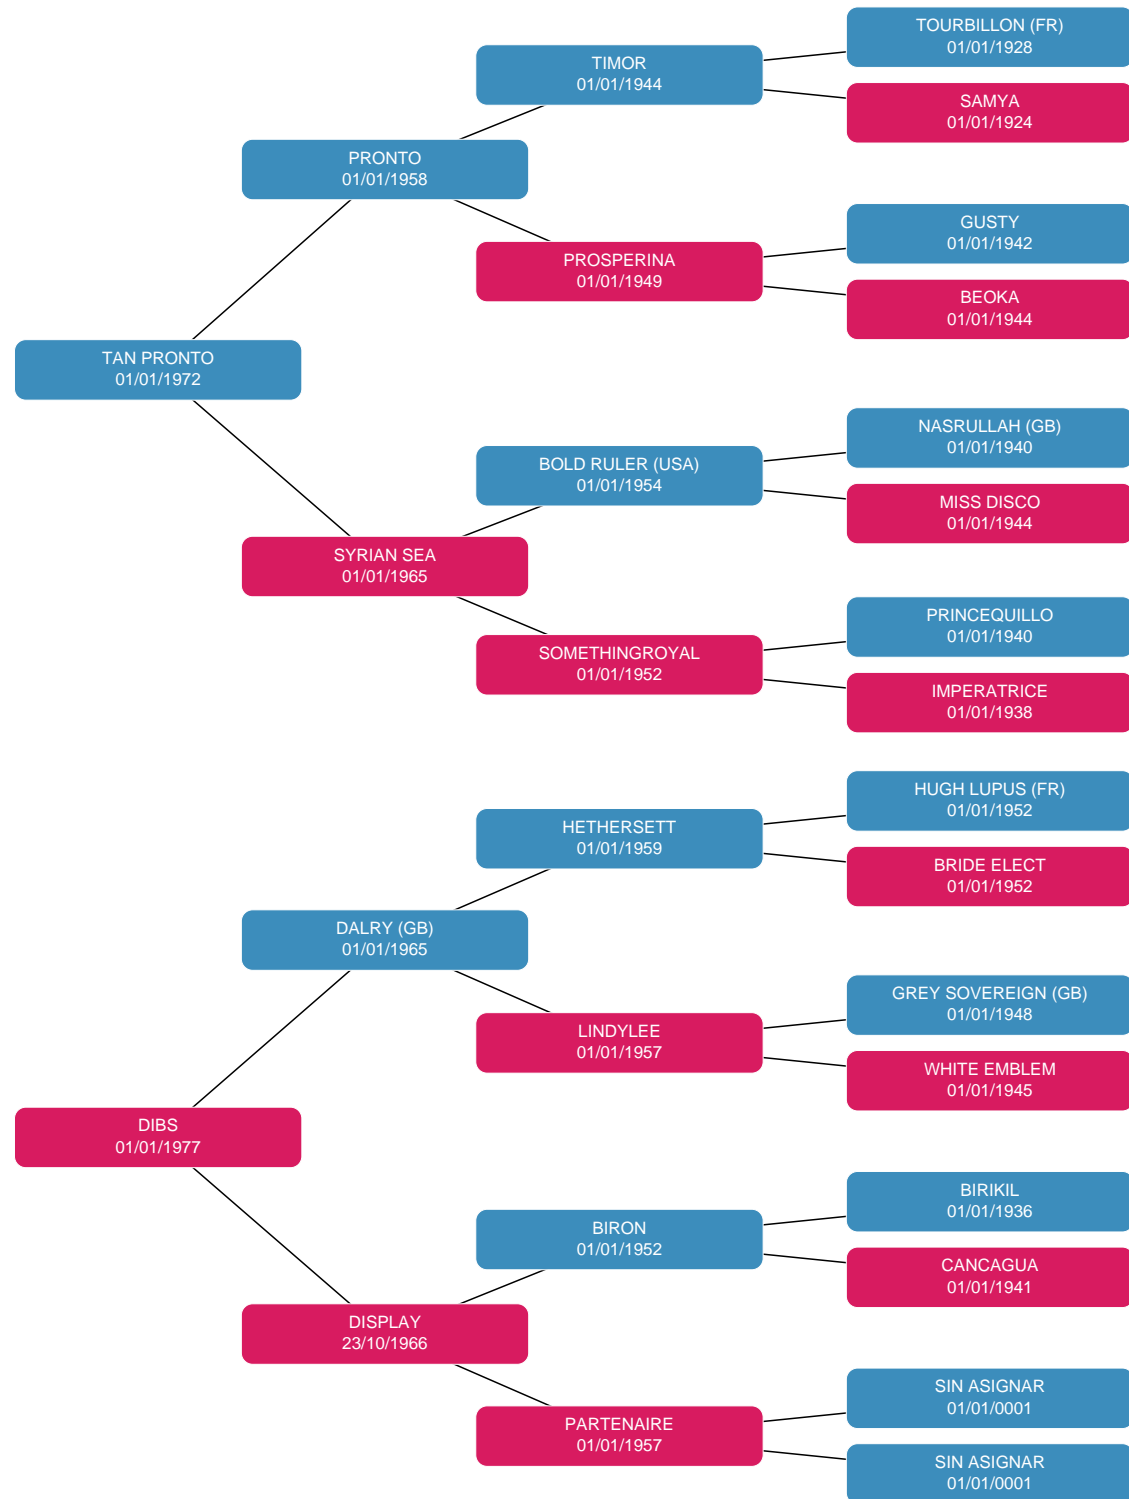 TOURBILLON (FR)
01/01/1928
TIMOR
01/01/1944
SAMYA
01/01/1924
PRONTO
01/01/1958
GUSTY
01/01/1942
PROSPERINA
01/01/1949
BEOKA
01/01/1944
TAN PRONTO
01/01/1972
NASRULLAH (GB)
01/01/1940
BOLD RULER (USA)
01/01/1954
MISS DISCO
01/01/1944
SYRIAN SEA
01/01/1965
PRINCEQUILLO
01/01/1940
SOMETHINGROYAL
01/01/1952
IMPERATRICE
01/01/1938
HUGH LUPUS (FR)
01/01/1952
HETHERSETT
01/01/1959
BRIDE ELECT
01/01/1952
DALRY (GB)
01/01/1965
GREY SOVEREIGN (GB)
01/01/1948
LINDYLEE
01/01/1957
WHITE EMBLEM
01/01/1945
DIBS
01/01/1977
BIRIKIL
01/01/1936
BIRON
01/01/1952
CANCAGUA
01/01/1941
DISPLAY
23/10/1966
SIN ASIGNAR
01/01/0001
PARTENAIRE
01/01/1957
SIN ASIGNAR
01/01/0001